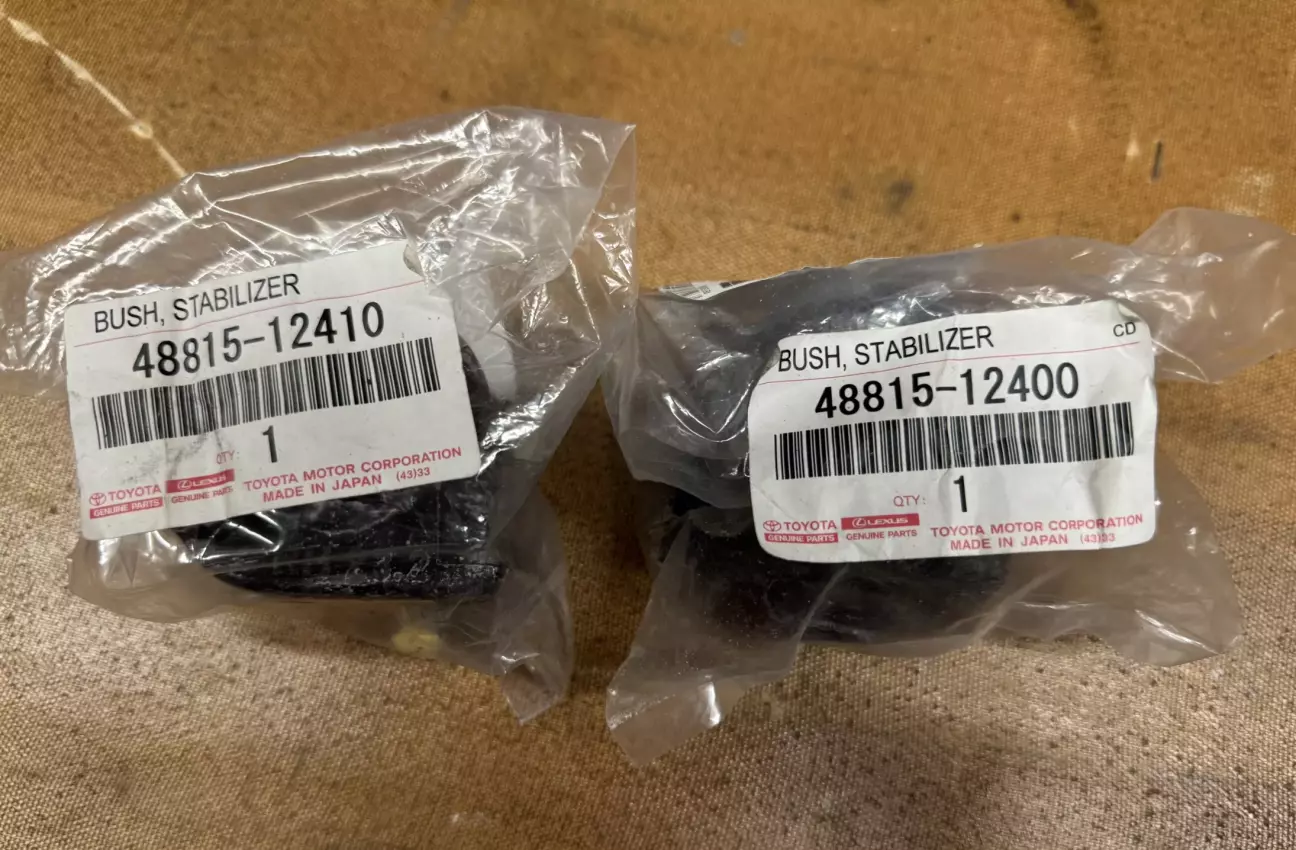 BUSH, STABILIZER
48815-12410
QTY: 1
TOYOTA
GENUINE PARTS
LEXUS
GENUINE PARTS
TOYOTA MOTOR CORPORATION
MADE IN JAPAN (43)33
BUSH, STABILIZER CD
48815-12400
QTY: 1
TOYOTA
GENUINE PARTS
LEXUS
GENUINE PARTS
TOYOTA MOTOR CORPORATION
MADE IN JAPAN (43)33